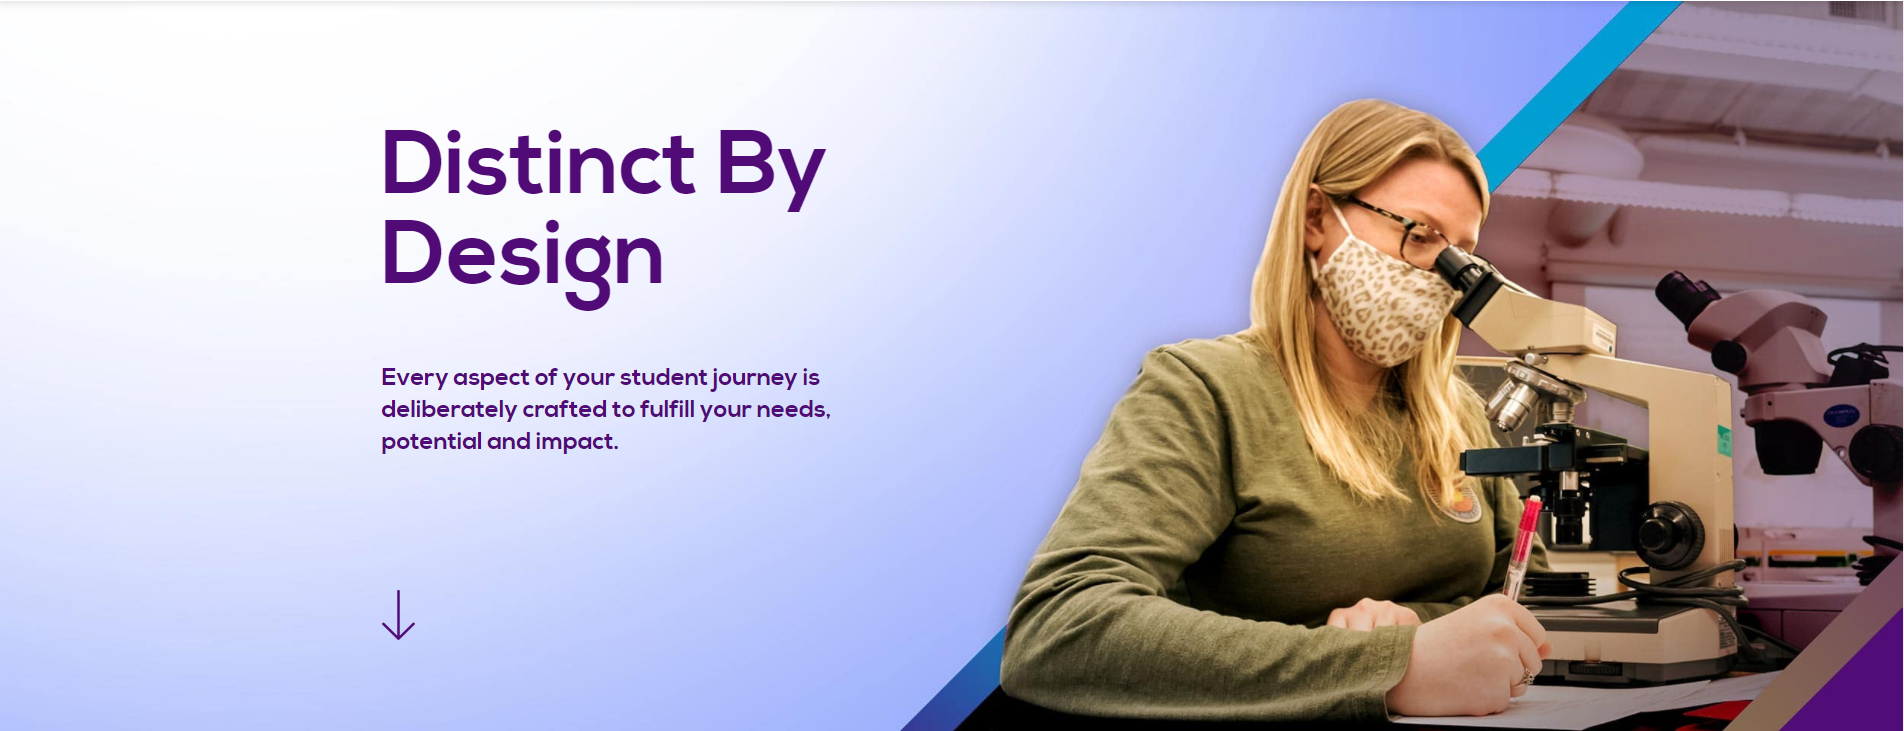 Distinct By
Design
Every aspect of your student journey is
deliberately crafted to fulfill your needs,
potential and impact.
OLYMPUS